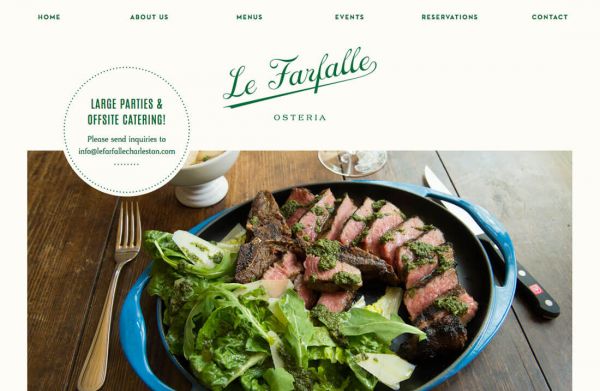 HOME
ABOUT US
MENUS
EVENTS
RESERVATIONS
CONTACT
Le Farfalle
OSTERIA
LARGE PARTIES &
OFFSITE CATERING!
Please send inquiries to
info@lefarfallecharleston.com